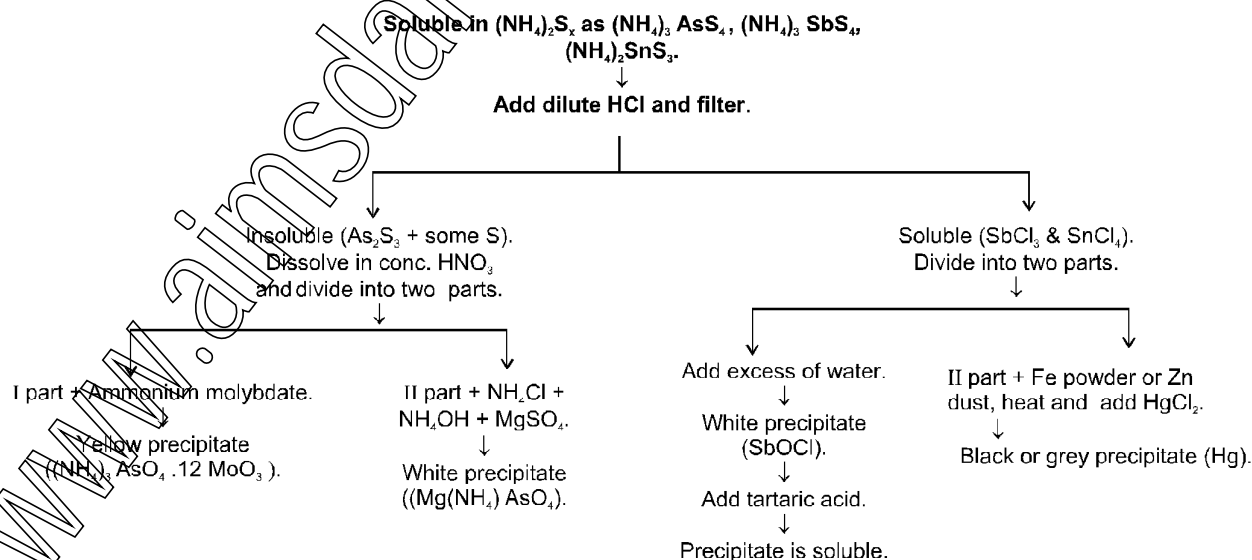 Soluble in (NH₄)₂Sₓ as (NH₄)₃ AsS₄, (NH₄)₃ SbS₄,
(NH₄)₂SnS₃.
↓
Add dilute HCl and filter.
Insoluble (As₂S₃ + some S).
Dissolve in conc. HNO₃
and divide into two parts.
↓
I part + Ammonium molybdate.
↓
Yellow precipitate
((NH₄)₃ AsO₄ .12 MoO₃ ).
II part + NH₄Cl +
NH₄OH + MgSO₄.
↓
White precipitate
((Mg(NH₄) AsO₄).
Soluble (SbCl₃ & SnCl₄).
Divide into two parts.
↓
Add excess of water.
↓
White precipitate
(SbOCl).
↓
Add tartaric acid.
↓
Precipitate is soluble.
II part + Fe powder or Zn
dust, heat and add HgCl₂.
↓
Black or grey precipitate (Hg).
www.aimsda